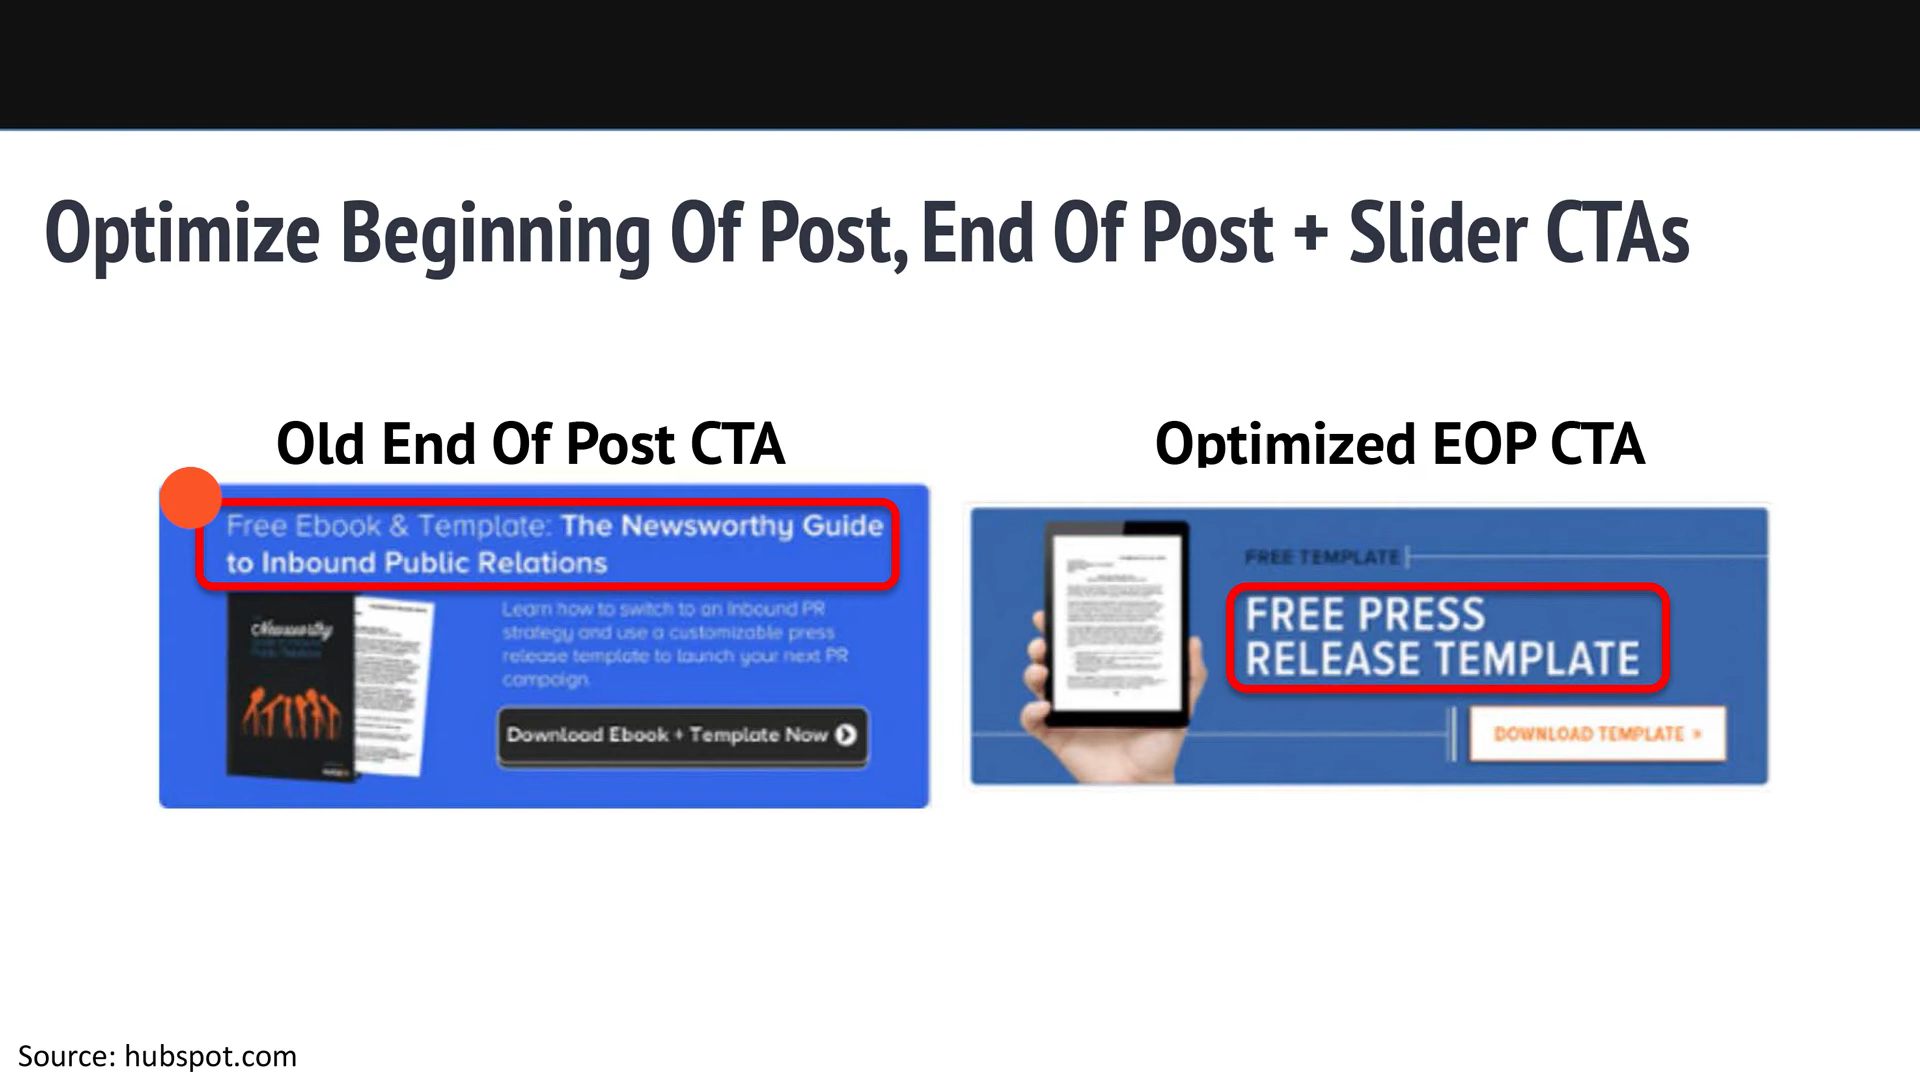 Optimize Beginning Of Post, End Of Post + Slider CTAs
Old End Of Post CTA
Free Ebook & Template: The Newsworthy Guide
to Inbound Public Relations
Newsworthy
Learn how to switch to an Inbound PR
strategy and use a customizable press
release template to launch your next PR
campaign.
Download Ebook + Template Now
Optimized EOP CTA
FREE TEMPLATE
FREE PRESS
RELEASE TEMPLATE
DOWNLOAD TEMPLATE »
Source: hubspot.com